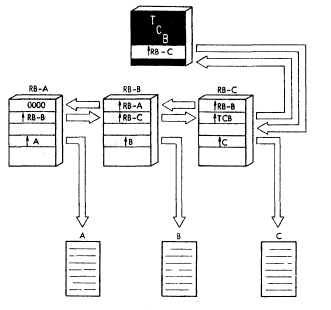 T
C
B
↑RB-C
RB-A RB-B RB-C
0000 ↑RB-A ↑RB-B
↑RB-B ↑RB-C ↑TCB
↑A ↑B ↑C
A B C